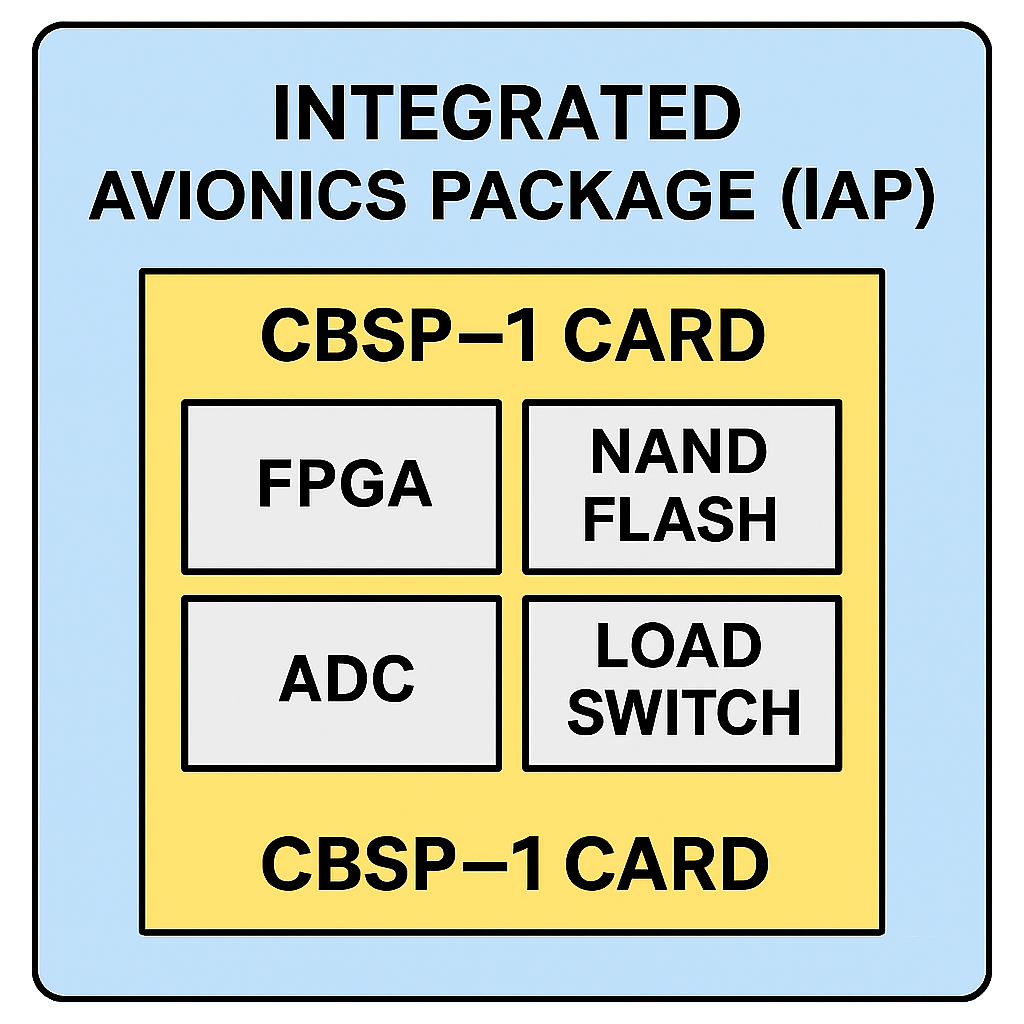 INTEGRATED
AVIONICS PACKAGE (IAP)
CBSP–1 CARD
FPGA
NAND
FLASH
ADC
LOAD
SWITCH
CBSP–1 CARD